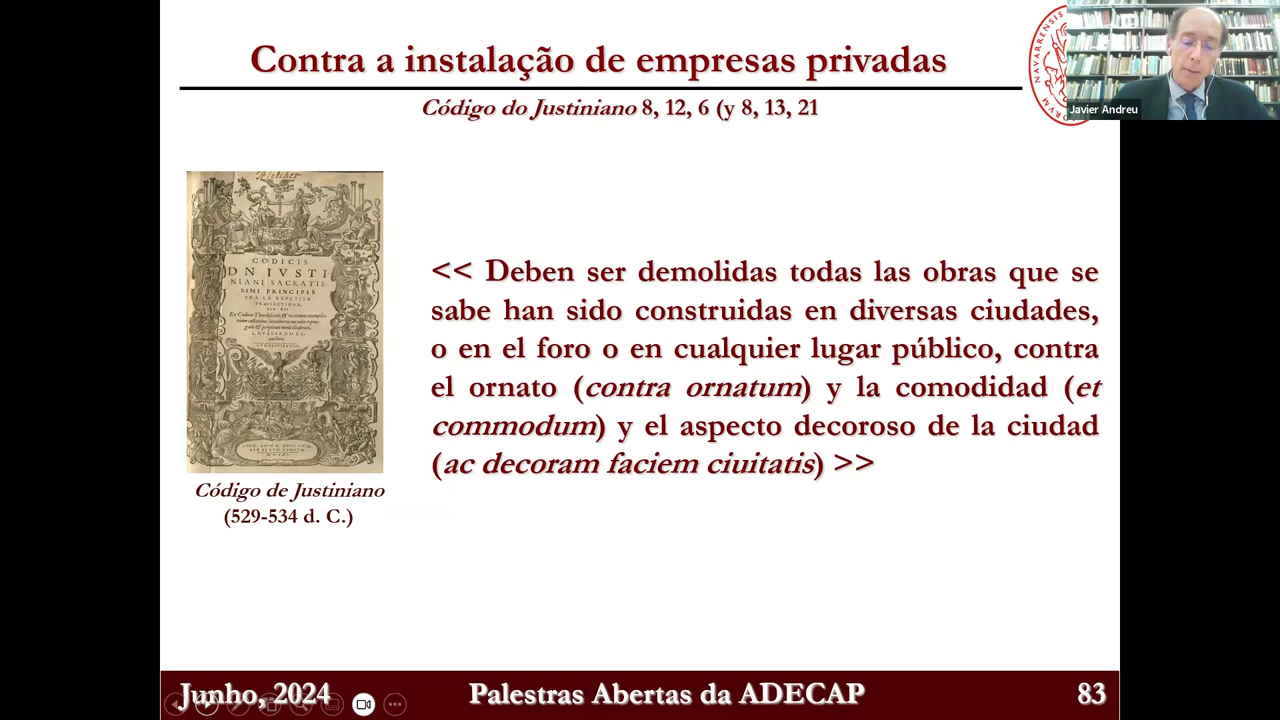 Contra a instalação de empresas privadas
Código do Justiniano 8, 12, 6 (y 8, 13, 21
NAVARRENSIS
Javier Andreu
CODICIS
DN. IVSTI
NIANI SACRATIS
SIMI PRINCIPIS
<< Deben ser demolidas todas las obras que se
sabe han sido construidas en diversas ciudades,
o en el foro o en cualquier lugar público, contra
el ornato (contra ornatum) y la comodidad (et
commodum) y el aspecto decoroso de la ciudad
(ac decoram faciem ciuitatis) >>
Código de Justiniano
(529-534 d. C.)
Junho, 2024
Palestras Abertas da ADECAP
83